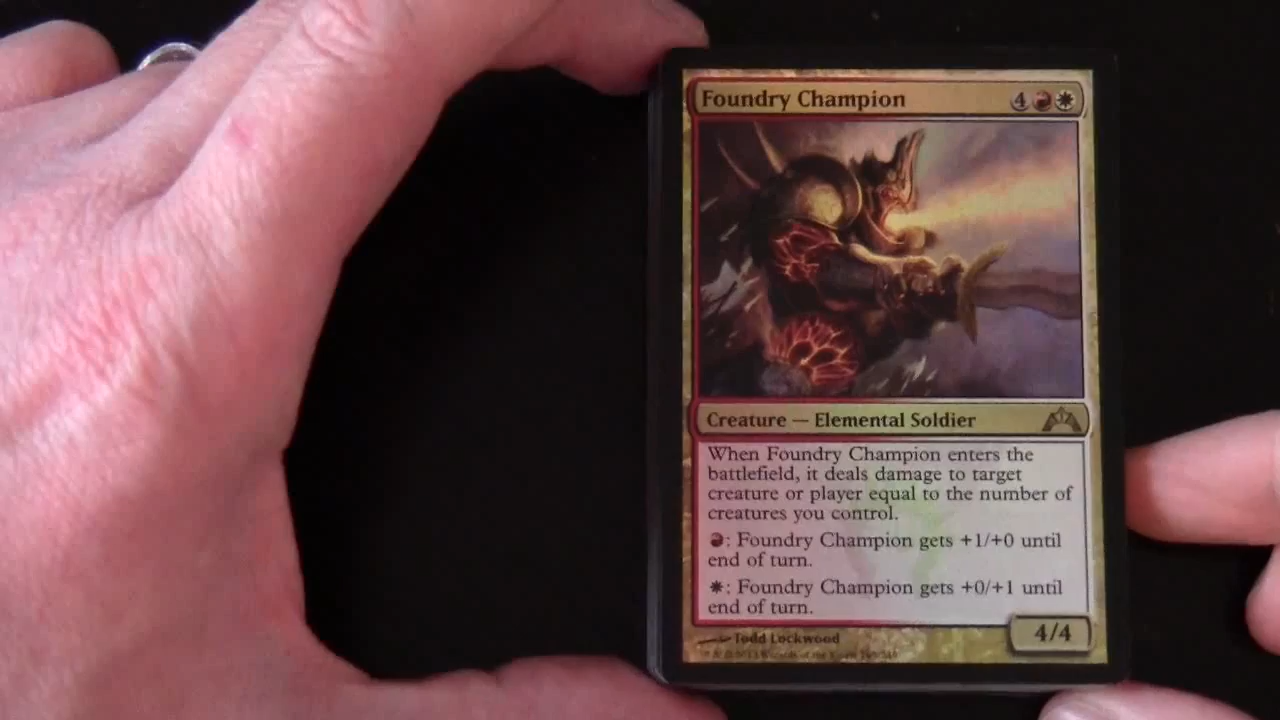 Foundry Champion 4
Creature — Elemental Soldier
When Foundry Champion enters the
battlefield, it deals damage to target
creature or player equal to the number of
creatures you control.
: Foundry Champion gets +1/+0 until
end of turn.
: Foundry Champion gets +0/+1 until
end of turn.
4/4
Todd Lockwood